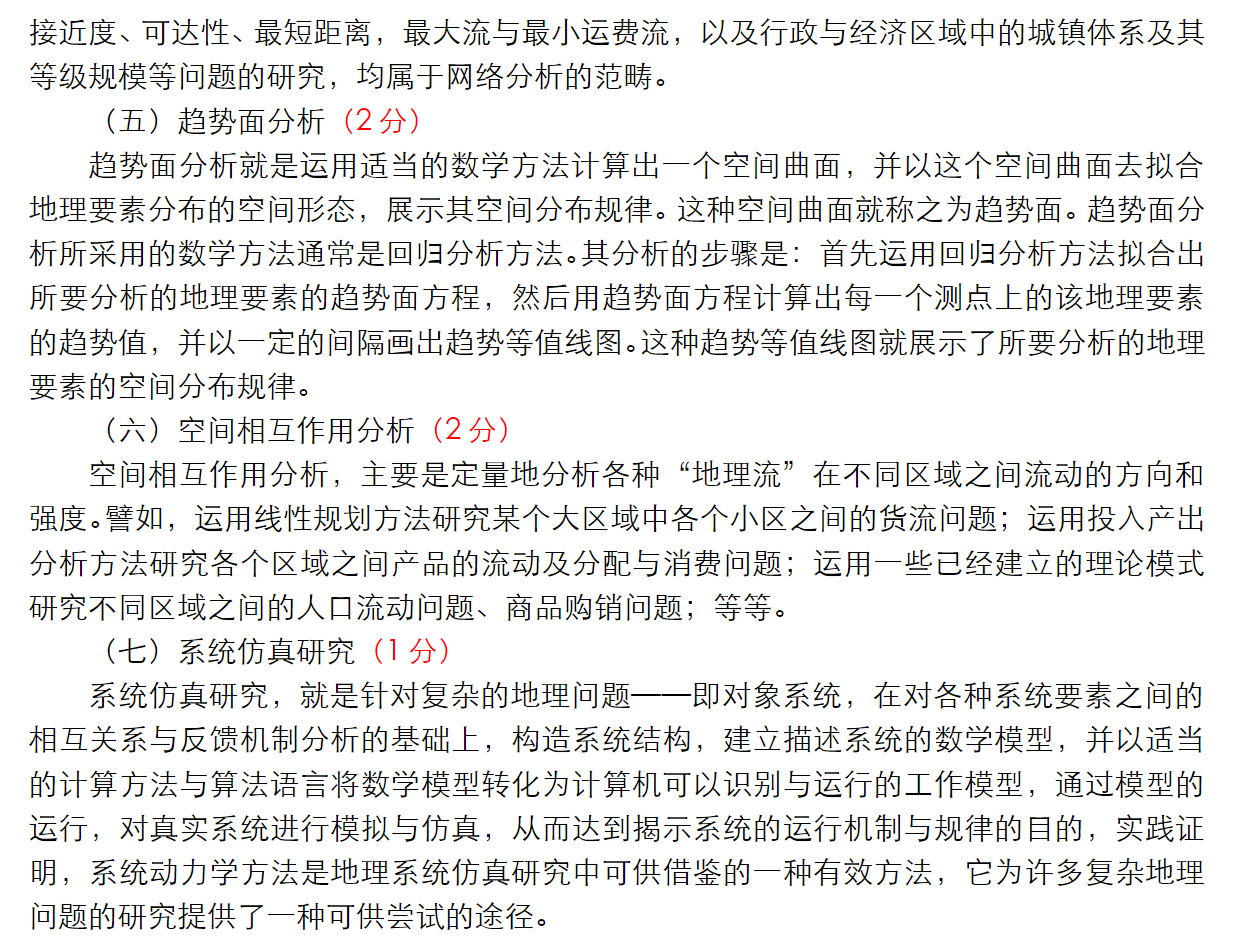 接近度、可达性、最短距离，最大流与最小运费流，以及行政与经济区域中的城镇体系及其
等级规模等问题的研究，均属于网络分析的范畴。
（五）趋势面分析（2 分）
趋势面分析就是运用适当的数学方法计算出一个空间曲面，并以这个空间曲面去拟合
地理要素分布的空间形态，展示其空间分布规律。这种空间曲面就称之为趋势面。趋势面分
析所采用的数学方法通常是回归分析方法。其分析的步骤是：首先运用回归分析方法拟合出
所要分析的地理要素的趋势面方程，然后用趋势面方程计算出每一个测点上的该地理要素
的趋势值，并以一定的间隔画出趋势等值线图。这种趋势等值线图就展示了所要分析的地理
要素的空间分布规律。
（六）空间相互作用分析（2 分）
空间相互作用分析，主要是定量地分析各种“地理流”在不同区域之间流动的方向和
强度。譬如，运用线性规划方法研究某个大区域中各个小区之间的货流问题；运用投入产出
分析方法研究各个区域之间产品的流动及分配与消费问题；运用一些已经建立的理论模式
研究不同区域之间的人口流动问题、商品购销问题；等等。
（七）系统仿真研究（1 分）
系统仿真研究，就是针对复杂的地理问题——即对象系统，在对各种系统要素之间的
相互关系与反馈机制分析的基础上，构造系统结构，建立描述系统的数学模型，并以适当
的计算方法与算法语言将数学模型转化为计算机可以识别与运行的工作模型，通过模型的
运行，对真实系统进行模拟与仿真，从而达到揭示系统的运行机制与规律的目的，实践证
明，系统动力学方法是地理系统仿真研究中可供借鉴的一种有效方法，它为许多复杂地理
问题的研究提供了一种可供尝试的途径。